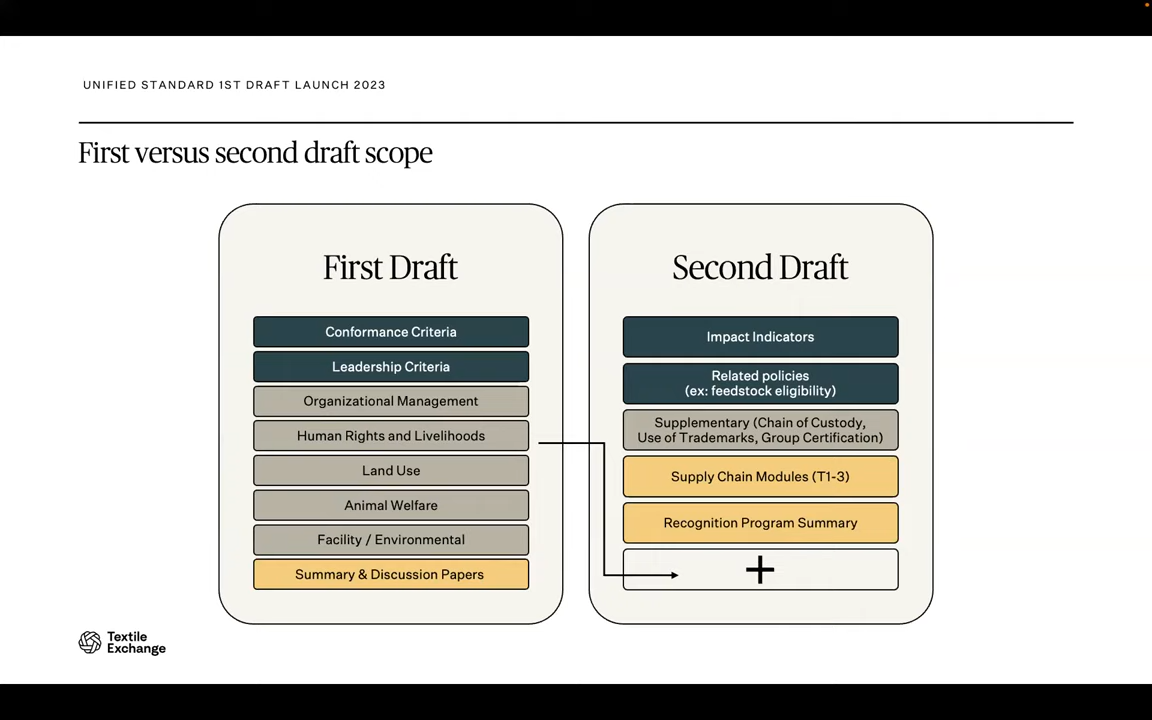 UNIFIED STANDARD 1ST DRAFT LAUNCH 2023
First versus second draft scope
First Draft
Conformance Criteria
Leadership Criteria
Organizational Management
Human Rights and Livelihoods
Land Use
Animal Welfare
Facility / Environmental
Summary & Discussion Papers
Second Draft
Impact Indicators
Related policies
(ex: feedstock eligibility)
Supplementary (Chain of Custody,
Use of Trademarks, Group Certification)
Supply Chain Modules (T1-3)
Recognition Program Summary
+
Textile
Exchange